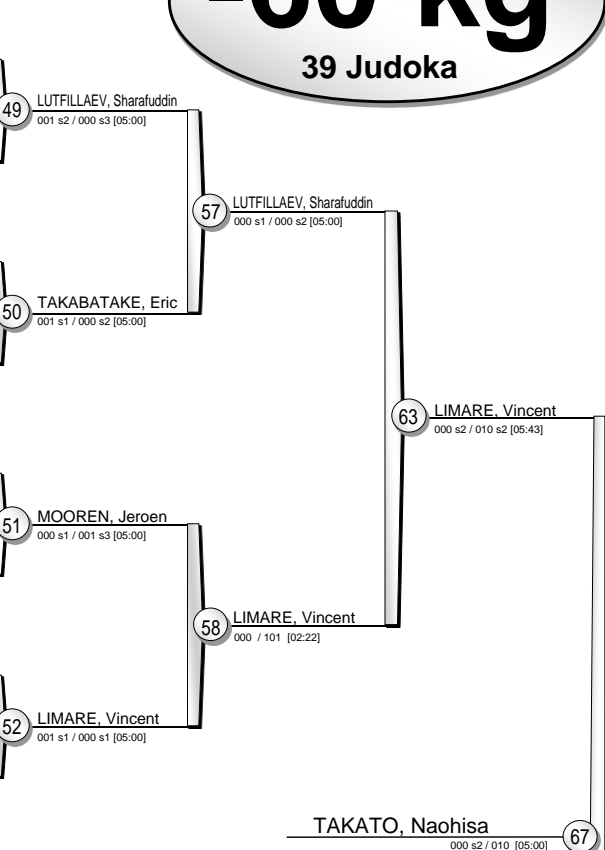 -60 kg
39 Judoka
49 LUTFILLAEV, Sharafuddin
001 s2 / 000 s3 [05:00]
57 LUTFILLAEV, Sharafuddin
000 s1 / 000 s2 [05:00]
50 TAKABATAKE, Eric
001 s1 / 000 s2 [05:00]
63 LIMARE, Vincent
000 s2 / 010 s2 [05:43]
51 MOOREN, Jeroen
000 s1 / 001 s3 [05:00]
58 LIMARE, Vincent
000 / 101 [02:22]
52 LIMARE, Vincent
001 s1 / 000 s1 [05:00]
TAKATO, Naohisa 67
000 s2 / 010 [05:00]